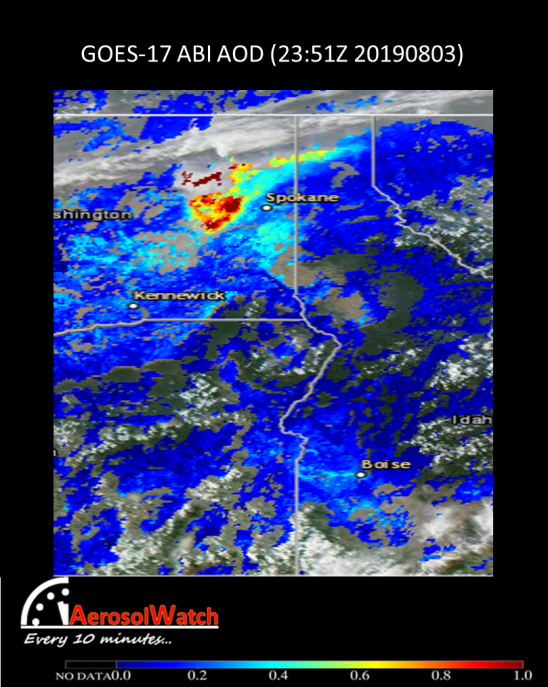 GOES-17 ABI AOD (23:51Z 20190803)
Spokane
shington
Kennewick
Idah
Boise
AerosolWatch
Every 10 minutes...
NO DATA 0.0 0.2 0.4 0.6 0.8 1.0